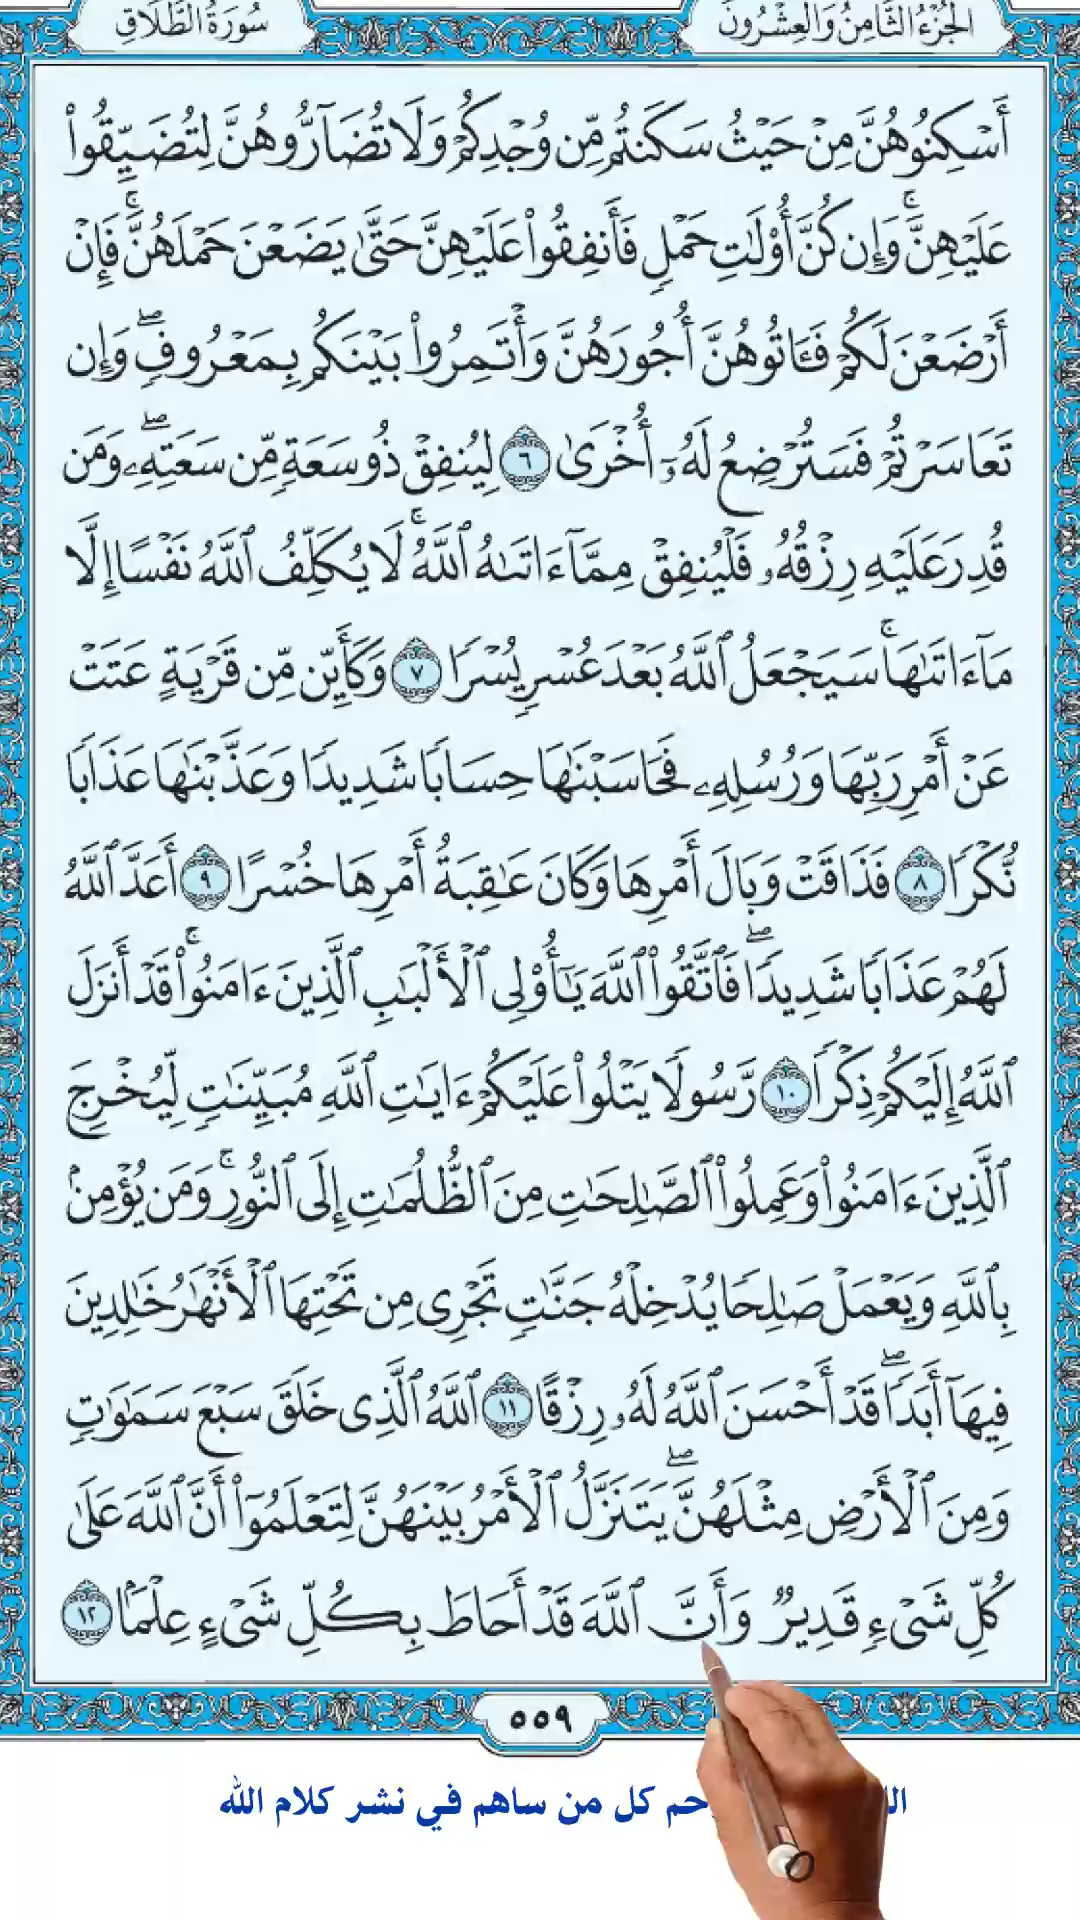 الجُزْءُ الثَّامِنُ وَالعِشْرُونَ
سُورَةُ الطَّلَاقِ
أَسْكِنُوهُنَّ مِنْ حَيْثُ سَكَنتُم مِّن وُجْدِكُمْ وَلَا تُضَآرُّوهُنَّ لِتُضَيِّقُوا۟
عَلَيْهِنَّ ۚ وَإِن كُنَّ أُو۟لَٰتِ حَمْلٍ فَأَنفِقُوا۟ عَلَيْهِنَّ حَتَّىٰ يَضَعْنَ حَمْلَهُنَّ ۚ فَإِنْ
أَرْضَعْنَ لَكُمْ فَـَٔاتُوهُنَّ أُجُورَهُنَّ وَأْتَمِرُوا۟ بَيْنَكُم بِمَعْرُوفٍ ۖ وَإِن
تَعَاسَرْتُمْ فَسَتُرْضِعُ لَهُۥٓ أُخْرَىٰ ٦ لِيُنفِقْ ذُو سَعَةٍ مِّن سَعَتِهِۦ ۖ وَمَن
قُدِرَ عَلَيْهِ رِزْقُهُۥ فَلْيُنفِقْ مِمَّآ ءَاتَىٰهُ ٱللَّهُ ۚ لَا يُكَلِّفُ ٱللَّهُ نَفْسًا إِلَّا
مَآ ءَاتَىٰهَا ۚ سَيَجْعَلُ ٱللَّهُ بَعْدَ عُسْرٍ يُسْرًا ٧ وَكَأَيِّن مِّن قَرْيَةٍ عَتَتْ
عَنْ أَمْرِ رَبِّهَا وَرُسُلِهِۦ فَحَاسَبْنَٰهَا حِسَابًا شَدِيدًا وَعَذَّبْنَٰهَا عَذَابًا
نُّكْرًا ٨ فَذَاقَتْ وَبَالَ أَمْرِهَا وَكَانَ عَٰقِبَةُ أَمْرِهَا خُسْرًا ٩ أَعَدَّ ٱللَّهُ
لَهُمْ عَذَابًا شَدِيدًا ۖ فَٱتَّقُوا۟ ٱللَّهَ يَٰٓأُو۟لِى ٱلْأَلْبَٰبِ ٱلَّذِينَ ءَامَنُوا۟ ۚ قَدْ أَنزَلَ
ٱللَّهُ إِلَيْكُمْ ذِكْرًا ١٠ رَّسُولًا يَتْلُوا۟ عَلَيْكُمْ ءَايَٰتِ ٱللَّهِ مُبَيِّنَٰتٍ لِّيُخْرِجَ
ٱلَّذِينَ ءَامَنُوا۟ وَعَمِلُوا۟ ٱلصَّٰلِحَٰتِ مِنَ ٱلظُّلُمَٰتِ إِلَى ٱلنُّورِ ۚ وَمَن يُؤْمِنۢ
بِٱللَّهِ وَيَعْمَلْ صَٰلِحًا يُدْخِلْهُ جَنَّٰتٍ تَجْرِى مِن تَحْتِهَا ٱلْأَنْهَٰرُ خَٰلِدِينَ
فِيهَآ أَبَدًا ۖ قَدْ أَحْسَنَ ٱللَّهُ لَهُۥ رِزْقًا ١١ ٱللَّهُ ٱلَّذِى خَلَقَ سَبْعَ سَمَٰوَٰتٍ
وَمِنَ ٱلْأَرْضِ مِثْلَهُنَّ ۖ يَتَنَزَّلُ ٱلْأَمْرُ بَيْنَهُنَّ لِتَعْلَمُوٓا۟ أَنَّ ٱللَّهَ عَلَىٰ
كُلِّ شَىْءٍ قَدِيرٌ وَأَنَّ ٱللَّهَ قَدْ أَحَاطَ بِكُلِّ شَىْءٍ عِلْمًۢا ١٢
٥٥٩
كل من ساهم في نشر كلام الله